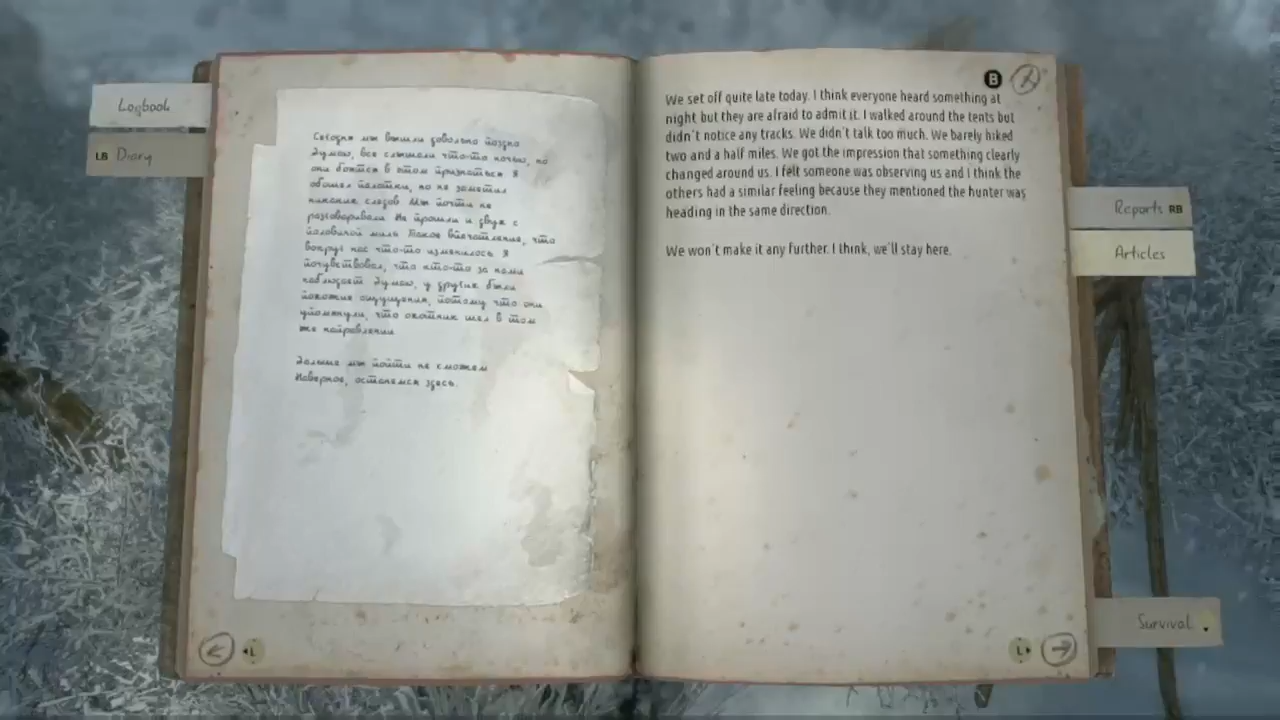 Logbook
LB Diary
Сегодня мы вышли довольно поздно
Думаю, все слышали что-то ночью, но
они боятся в этом признаться. Я
обошел палатки, но не заметил
никаких следов. Мы почти не
разговаривали. Не прошли и двух с
половиной миль. Такое впечатление, что
вокруг нас что-то изменилось. Я
почувствовал, что кто-то за нами
наблюдает. Думаю, у других были
похожие ощущения, потому что они
упомянули, что охотник шел в том
же направлении
Дальше мы пойти не сможем
Наверное, останемся здесь.
L
B
We set off quite late today. I think everyone heard something at
night but they are afraid to admit it. I walked around the tents but
didn't notice any tracks. We didn't talk too much. We barely hiked
two and a half miles. We got the impression that something clearly
changed around us. I felt someone was observing us and I think the
others had a similar feeling because they mentioned the hunter was
heading in the same direction.
We won't make it any further. I think, we'll stay here.
L
Reports RB
Articles
Survival